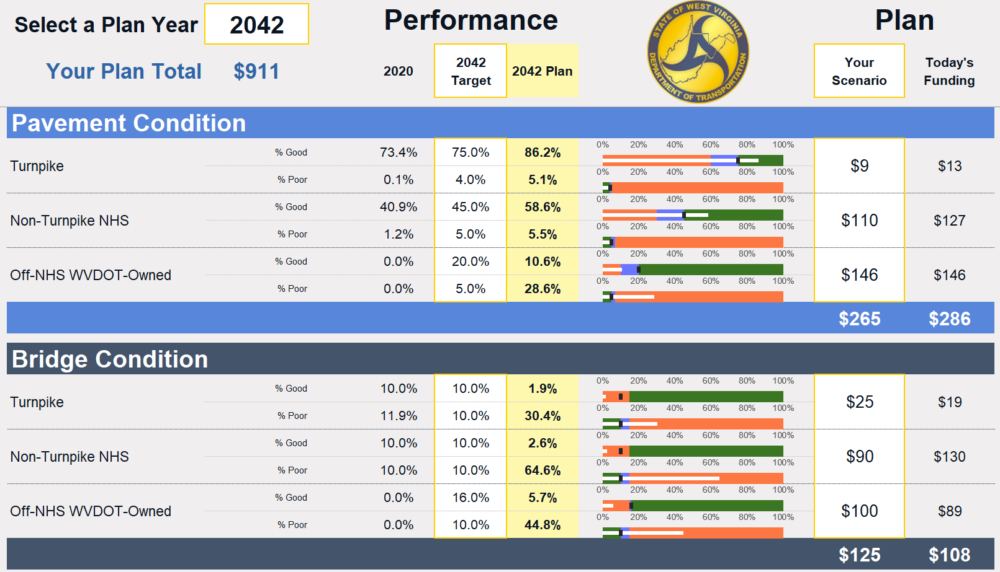 Select a Plan Year 2042
Your Plan Total $911
Performance
2020
2042
Target
2042 Plan
STATE OF WEST VIRGINIA
DEPARTMENT OF TRANSPORTATION
Plan
Your
Scenario
Today's
Funding
Pavement Condition
Turnpike
% Good 73.4% 75.0% 86.2% 0% 20% 40% 60% 80% 100%
% Poor 0.1% 4.0% 5.1% 0% 20% 40% 60% 80% 100%
$9 $13
Non-Turnpike NHS
% Good 40.9% 45.0% 58.6% 0% 20% 40% 60% 80% 100%
% Poor 1.2% 5.0% 5.5% 0% 20% 40% 60% 80% 100%
$110 $127
Off-NHS WVDOT-Owned
% Good 0.0% 20.0% 10.6% 0% 20% 40% 60% 80% 100%
% Poor 0.0% 5.0% 28.6% 0% 20% 40% 60% 80% 100%
$146 $146
$265 $286
Bridge Condition
Turnpike
% Good 10.0% 10.0% 1.9% 0% 20% 40% 60% 80% 100%
% Poor 11.9% 10.0% 30.4% 0% 20% 40% 60% 80% 100%
$25 $19
Non-Turnpike NHS
% Good 10.0% 10.0% 2.6% 0% 20% 40% 60% 80% 100%
% Poor 10.0% 10.0% 64.6% 0% 20% 40% 60% 80% 100%
$90 $130
Off-NHS WVDOT-Owned
% Good 0.0% 16.0% 5.7% 0% 20% 40% 60% 80% 100%
% Poor 0.0% 10.0% 44.8% 0% 20% 40% 60% 80% 100%
$100 $89
$125 $108